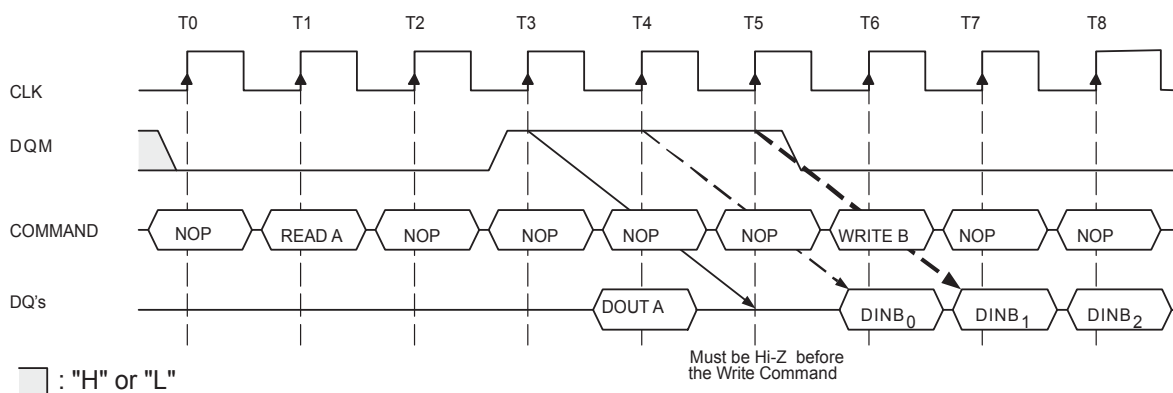 T0 T1 T2 T3 T4 T5 T6 T7 T8
CLK
DQM
COMMAND NOP READ A NOP NOP NOP NOP WRITE B NOP NOP
DQ's DOUT A DINB0 DINB1 DINB2
Must be Hi-Z before
the Write Command
: "H" or "L"